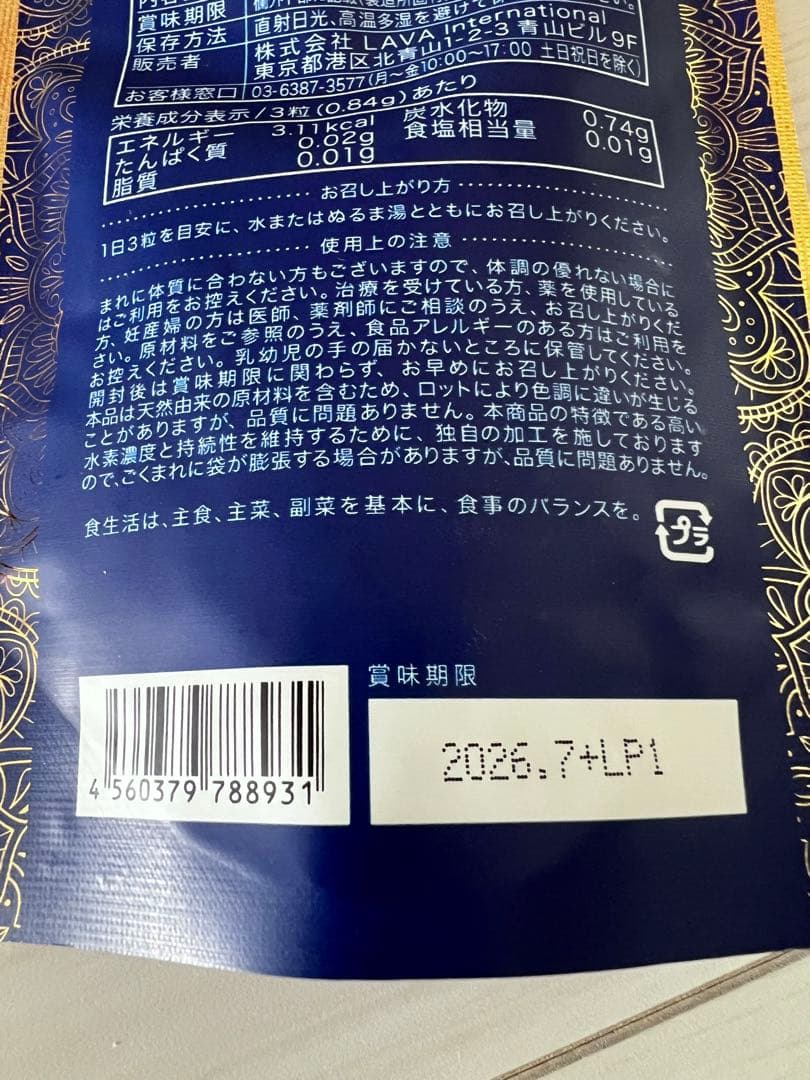 賞味期限
保存方法 直射日光、高温多湿を避けて
販売者 株式会社 LAVA International
東京都港区北青山1-2-3 青山ビル 9F
お客様窓口 03-6387-3577(月～金10:00～17:00 土日祝日を除く)
栄養成分表示/3粒(0.84g)あたり
エネルギー 3.11kcal 炭水化物 0.74g
たんぱく質 0.02g 食塩相当量 0.01g
脂質 0.01g
お召し上がり方
1日3粒を目安に、水またはぬるま湯とともにお召し上がりください。
使用上の注意
まれに体質に合わない方もございますので、体調の優れない場合に
はご利用をお控えください。治療を受けている方、薬を使用している
方、妊産婦の方は医師、薬剤師にご相談のうえ、お召し上がりくだ
さい。原材料をご参照のうえ、食品アレルギーのある方はご利用を
お控えください。乳幼児の手の届かないところに保管してください。
開封後は賞味期限に関わらず、お早めにお召し上がりください。
本品は天然由来の原材料を含むため、ロットにより色調に違いが生じる
ことがありますが、品質に問題ありません。本商品の特徴である高い
水素濃度と持続性を維持するために、独自の加工を施しております
ので、ごくまれに袋が膨張する場合がありますが、品質に問題ありません。
食生活は、主食、主菜、副菜を基本に、食事のバランスを。
プラ
賞味期限
2026.7+LP1
4 560379 788931